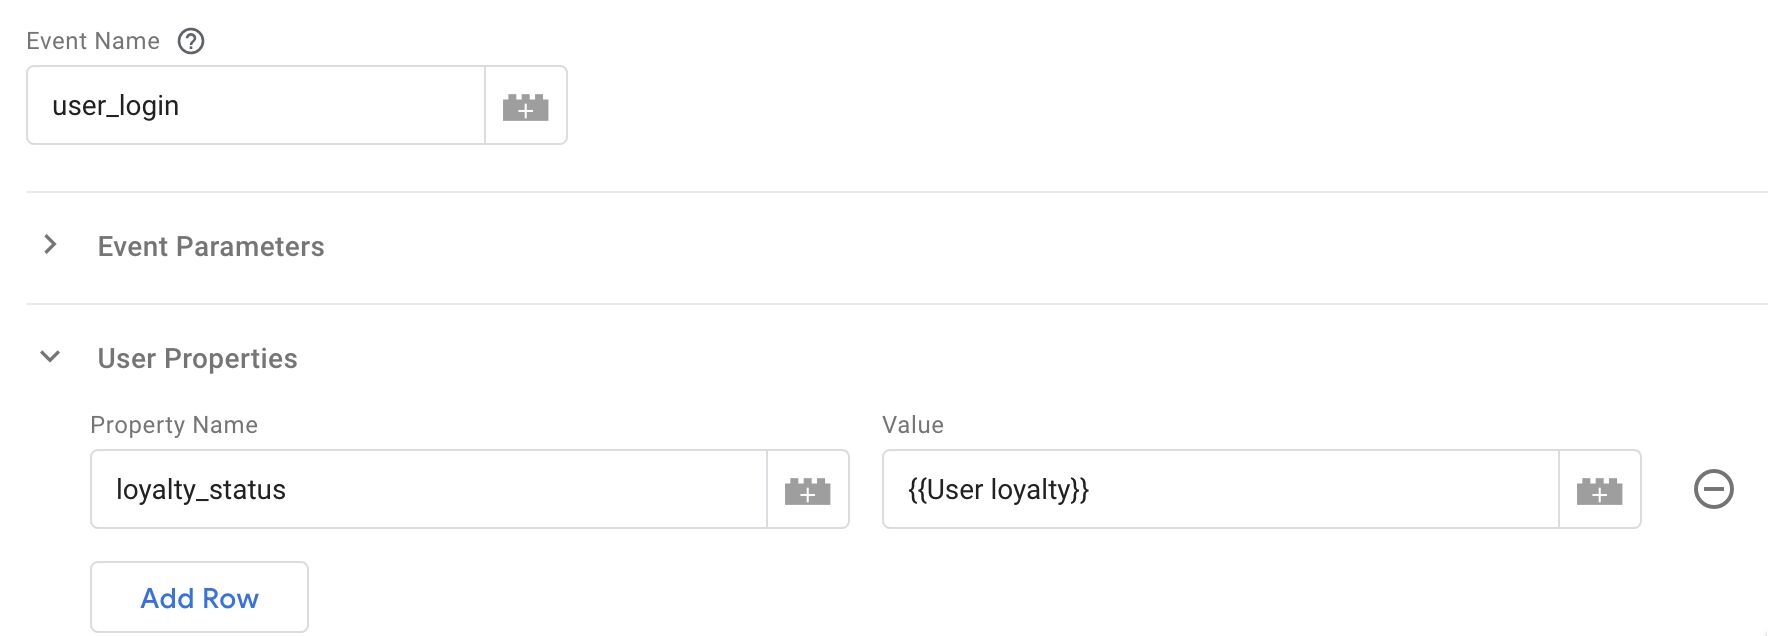 Event Name
user_login
Event Parameters
User Properties
Property Name Value
loyalty_status {{User loyalty}}
Add Row